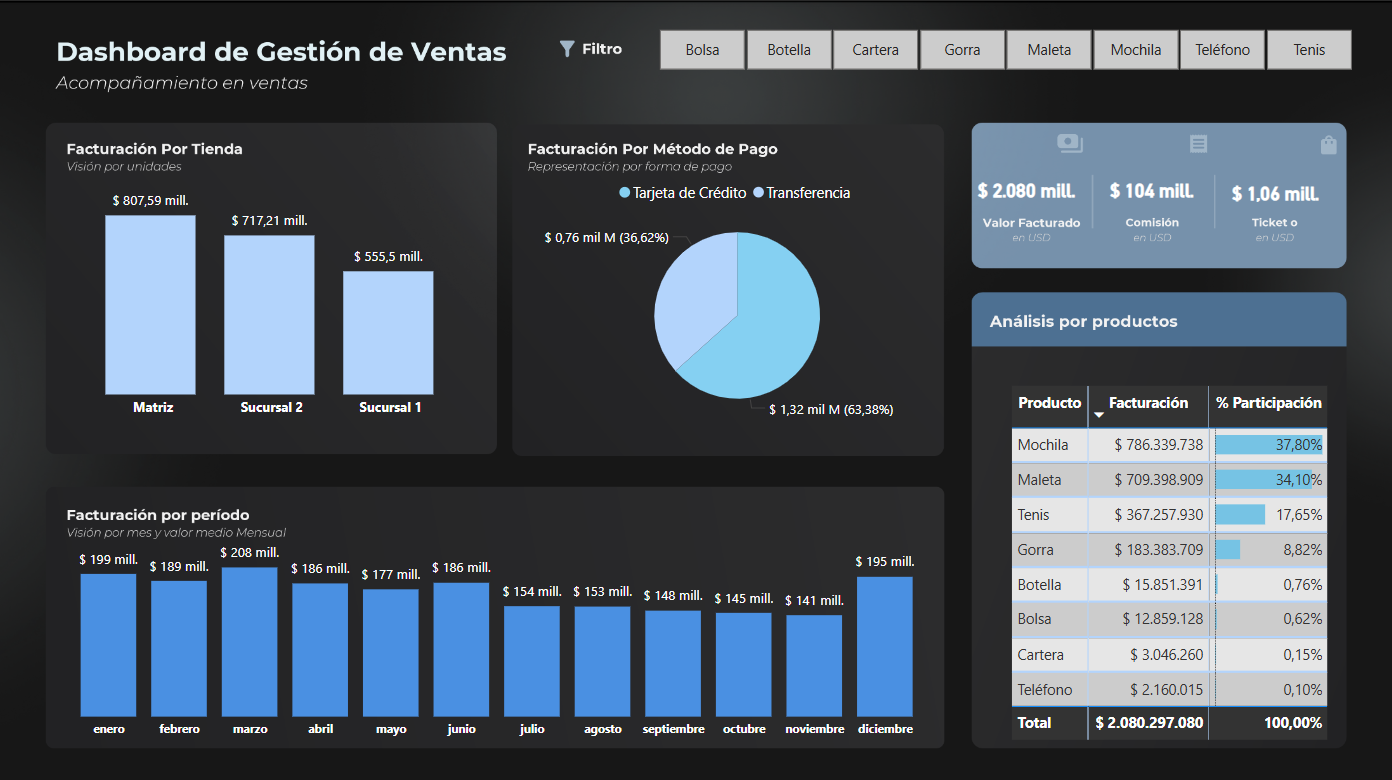 Dashboard de Gestión de Ventas
Acompañamiento en ventas
Filtro
Bolsa
Botella
Cartera
Gorra
Maleta
Mochila
Teléfono
Tenis
Facturación Por Tienda
Visión por unidades
$ 807,59 mill.
$ 717,21 mill.
$ 555,5 mill.
Matriz
Sucursal 2
Sucursal 1
Facturación Por Método de Pago
Representación por forma de pago
Tarjeta de Crédito
Transferencia
$ 0,76 mil M (36,62%)
$ 1,32 mil M (63,38%)
$ 2.080 mill.
Valor Facturado
en USD
$ 104 mill.
Comisión
en USD
$ 1,06 mill.
Ticket o
en USD
Análisis por productos
Producto Facturación % Participación
Mochila $ 786.339.738 37,80%
Maleta $ 709.398.909 34,10%
Tenis $ 367.257.930 17,65%
Gorra $ 183.383.709 8,82%
Botella $ 15.851.391 0,76%
Bolsa $ 12.859.128 0,62%
Cartera $ 3.046.260 0,15%
Teléfono $ 2.160.015 0,10%
Total $ 2.080.297.080 100,00%
Facturación por período
Visión por mes y valor medio Mensual
$ 199 mill.
$ 189 mill.
$ 208 mill.
$ 186 mill.
$ 177 mill.
$ 186 mill.
$ 154 mill.
$ 153 mill.
$ 148 mill.
$ 145 mill.
$ 141 mill.
$ 195 mill.
enero
febrero
marzo
abril
mayo
junio
julio
agosto
septiembre
octubre
noviembre
diciembre